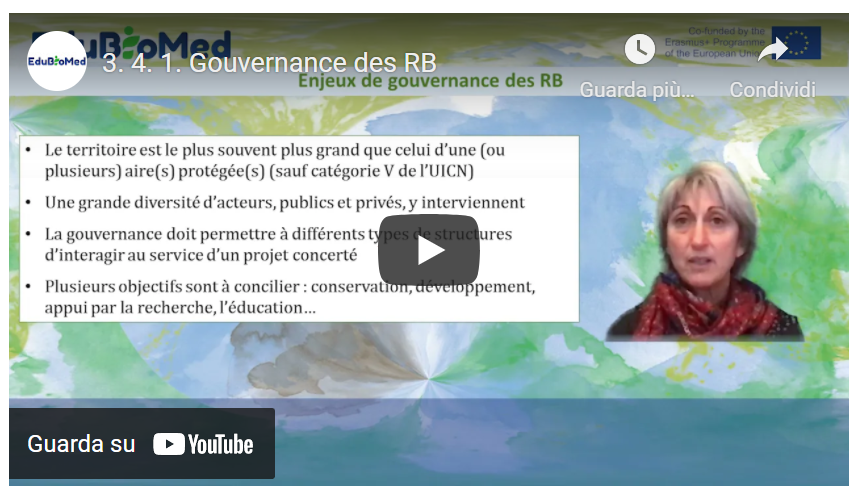 EduBioMed
EduBioMed
3. 4. 1. Gouvernance des RB
Co-funded by the
Erasmus+ Programme
of the European Union
Enjeux de gouvernance des RB
Guarda più...
Condividi
• Le territoire est le plus souvent plus grand que celui d’une (ou
plusieurs) aire(s) protégée(s) (sauf catégorie V de l’UICN)
• Une grande diversité d’acteurs, publics et privés, y interviennent
• La gouvernance doit permettre à différents types de structures
d’interagir au service d’un projet concerté
• Plusieurs objectifs sont à concilier : conservation, développement,
appui par la recherche, l’éducation…
Guarda su YouTube